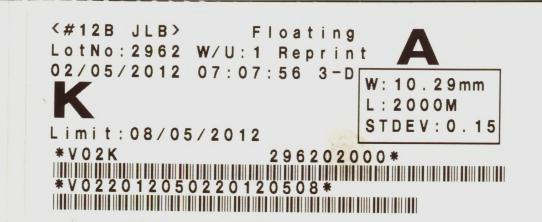 <#12B JLB> Floating
LotNo:2962 W/U:1 Reprint
A
02/05/2012 07:07:56 3-D
K
W:10.29mm
L:2000M
STDEV:0.15
Limit:08/05/2012
*V02K 296202000*
*V022012050220120508*